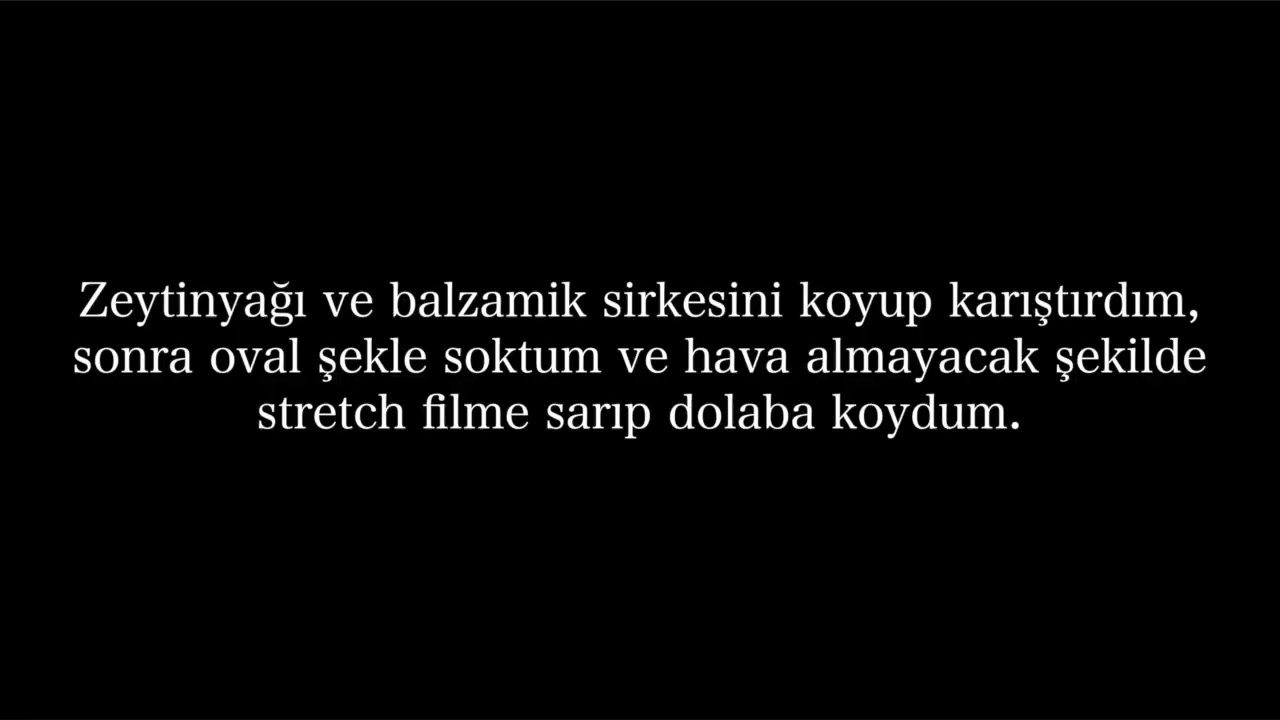 Zeytinyağı ve balzamik sirkesini koyup karıştırdım,
sonra oval şekle soktum ve hava almayacak şekilde
stretch filme sarıp dolaba koydum.